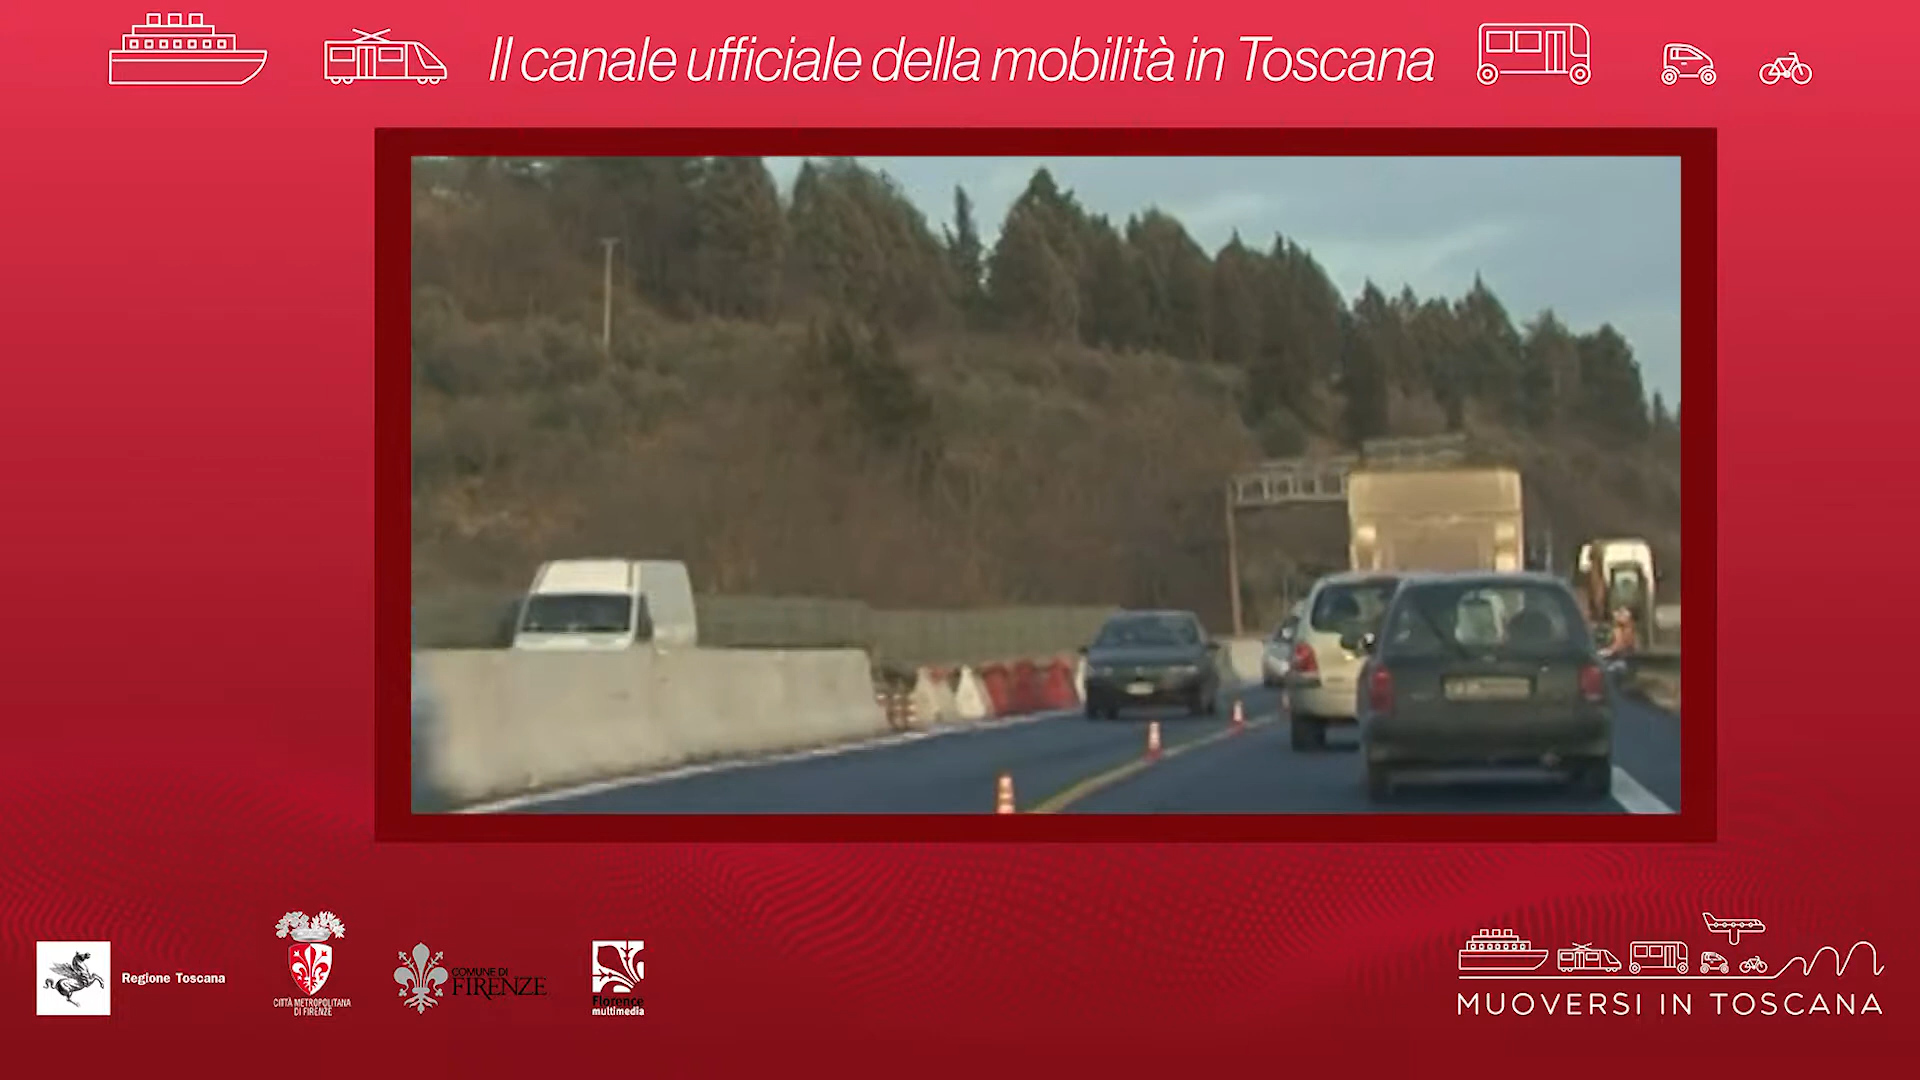 Il canale ufficiale della mobilità in Toscana
Regione Toscana
CITTÀ METROPOLITANA
DI FIRENZE
COMUNE DI
FIRENZE
Florence
multimedia
MUOVERSI IN TOSCANA